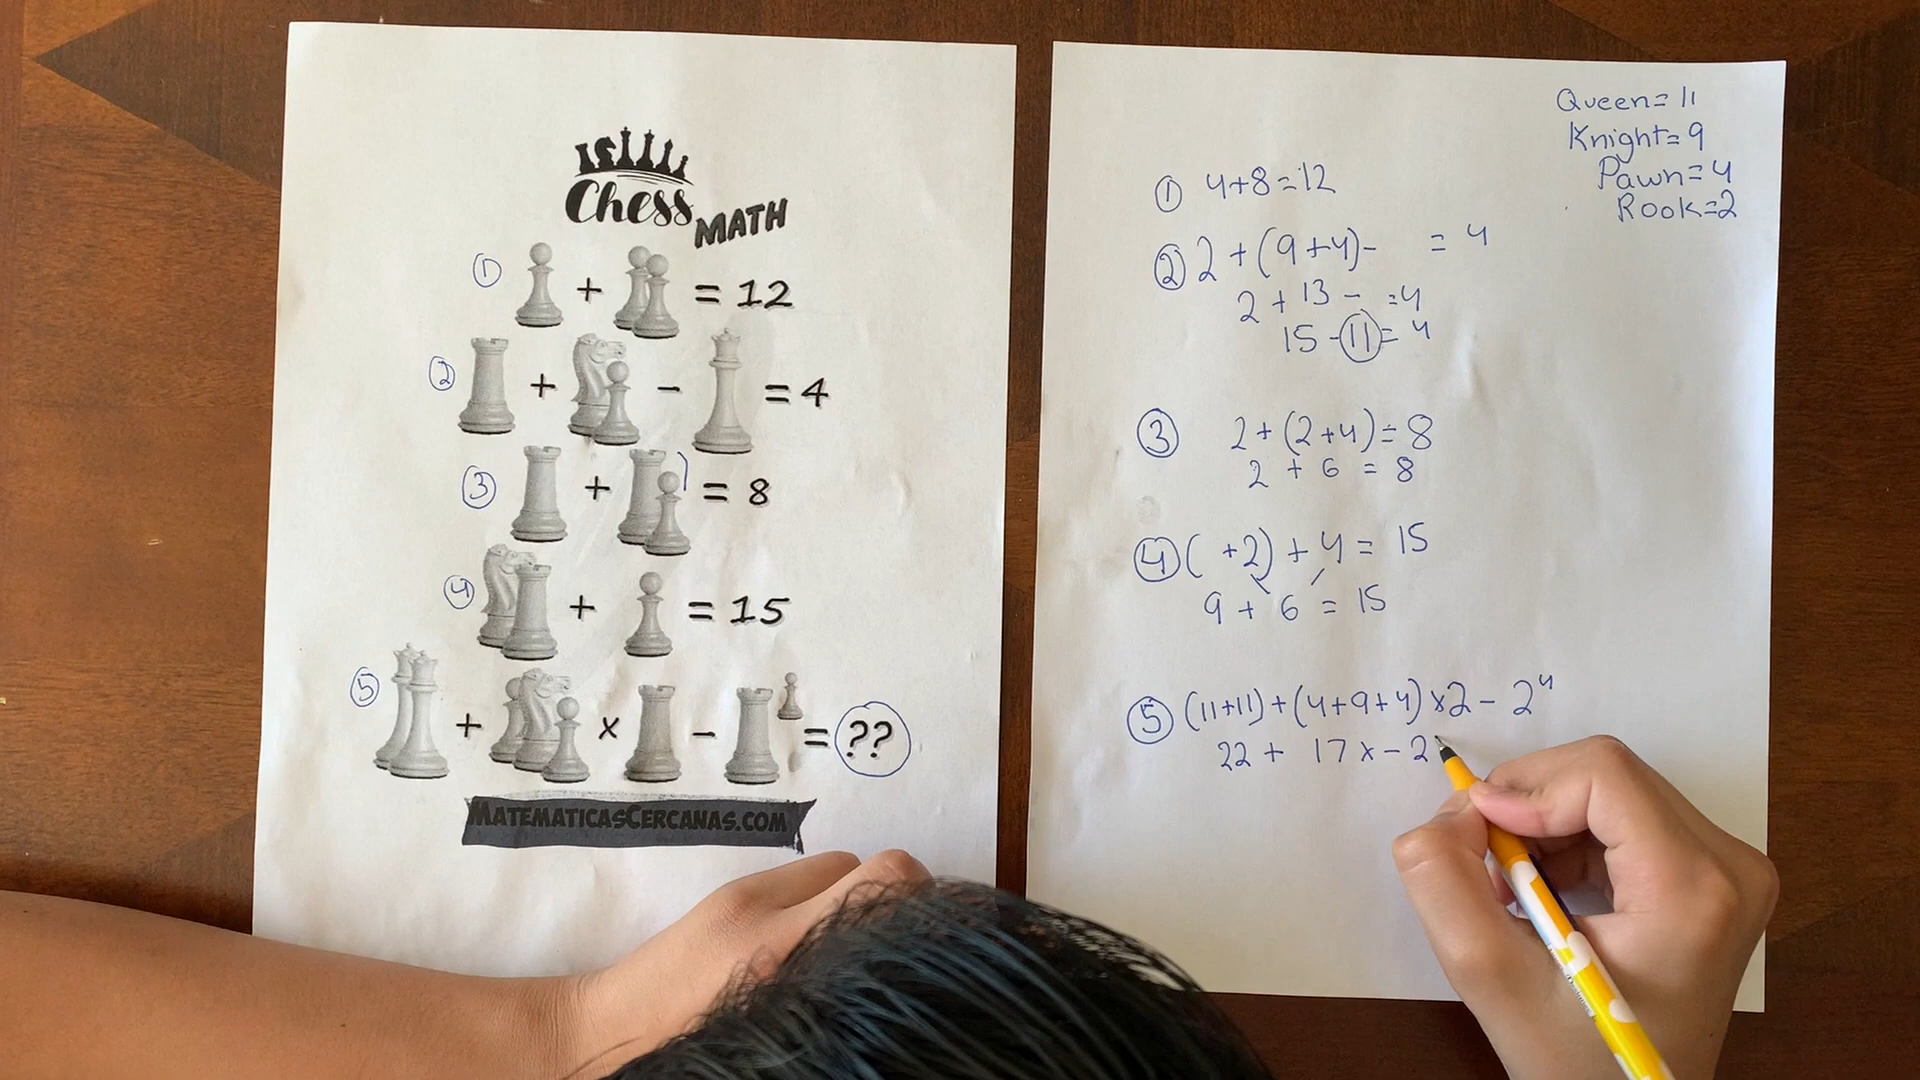 Chess MATH
① + = 12
② + - = 4
③ + ) = 8
④ + = 15
⑤ + x - = ??
MATEMATICASCERCANAS.COM
Queen= 11
Knight= 9
Pawn= 4
Rook=2
① 4+8=12
② 2 + (9+4)- = 4
2 + 13 - =4
15 - 11 = 4
③ 2+(2+4)=8
2 + 6 = 8
④ ( +2) + 4 = 15
9 + 6 = 15
⑤ (11+11)+(4+9+4)x2 - 2⁴
22 + 17 x - 2